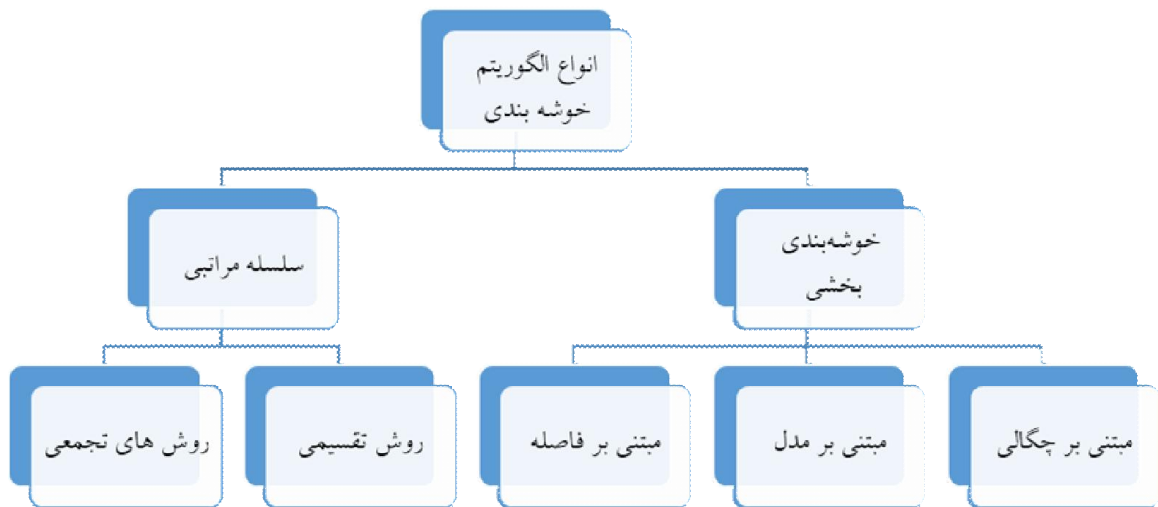 انواع الگوریتم
خوشه بندی
خوشه‌بندی
بخشی
سلسله مراتبی
مبتنی بر چگالی
مبتنی بر مدل
مبتنی بر فاصله
روش تقسیمی
روش های تجمعی